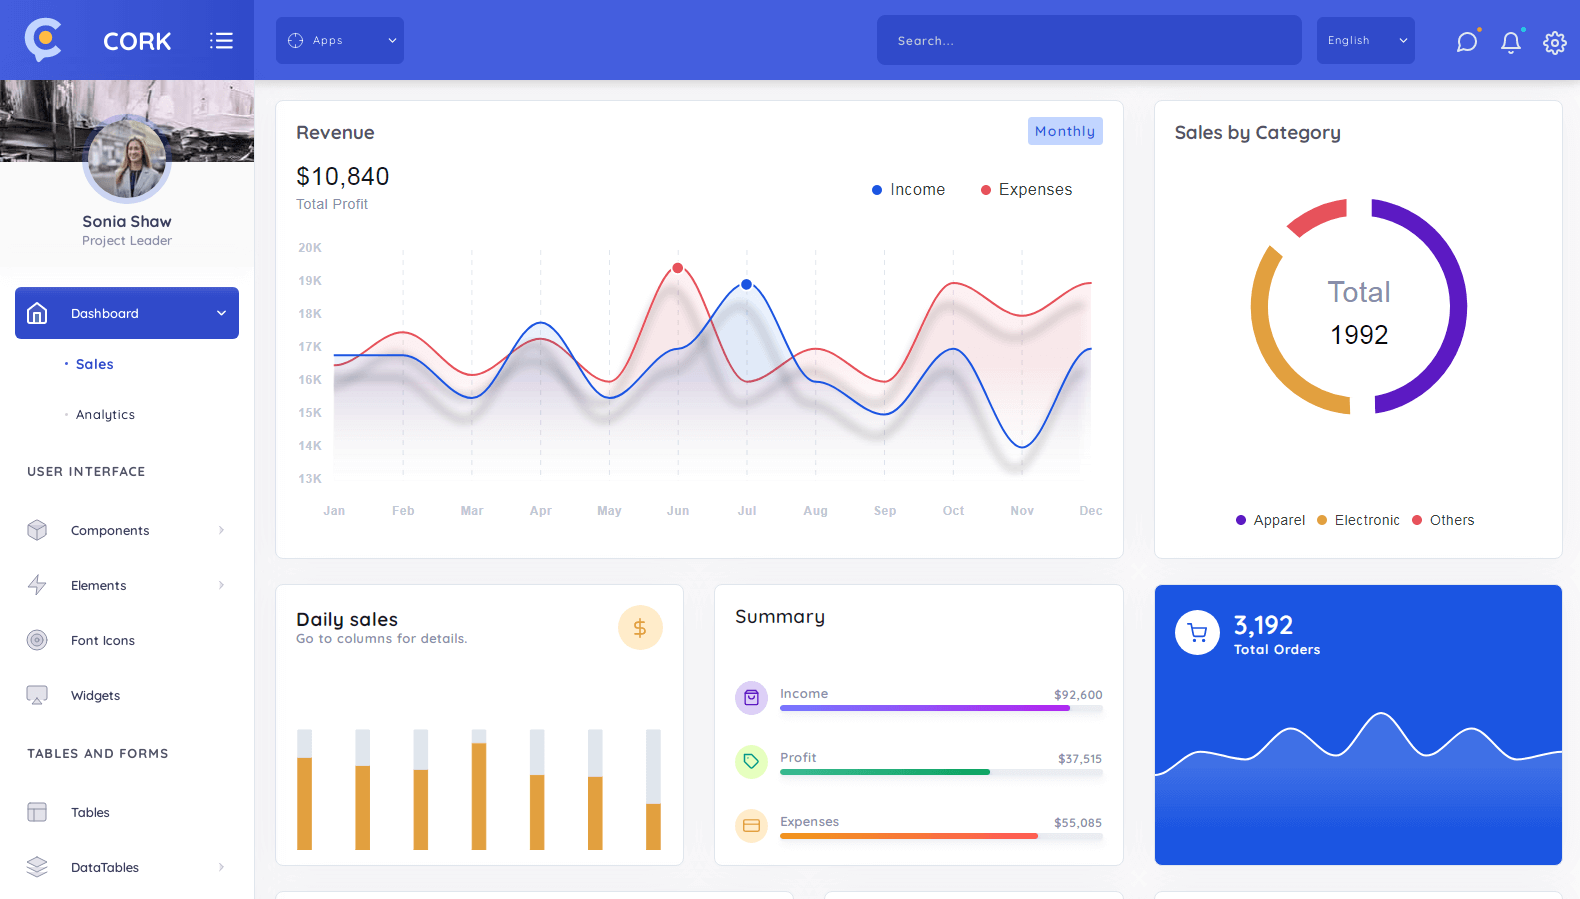 CORK
Apps
Search...
English
Sonia Shaw
Project Leader
Dashboard
Sales
Analytics
USER INTERFACE
Components
Elements
Font Icons
Widgets
TABLES AND FORMS
Tables
DataTables
Revenue
Monthly
$10,840
Total Profit
Income
Expenses
20K
19K
18K
17K
16K
15K
14K
13K
Jan Feb Mar Apr May Jun Jul Aug Sep Oct Nov Dec
Sales by Category
Total
1992
Apparel Electronic Others
Daily sales
Go to columns for details.
$
Summary
Income $92,600
Profit $37,515
Expenses $55,085
3,192
Total Orders